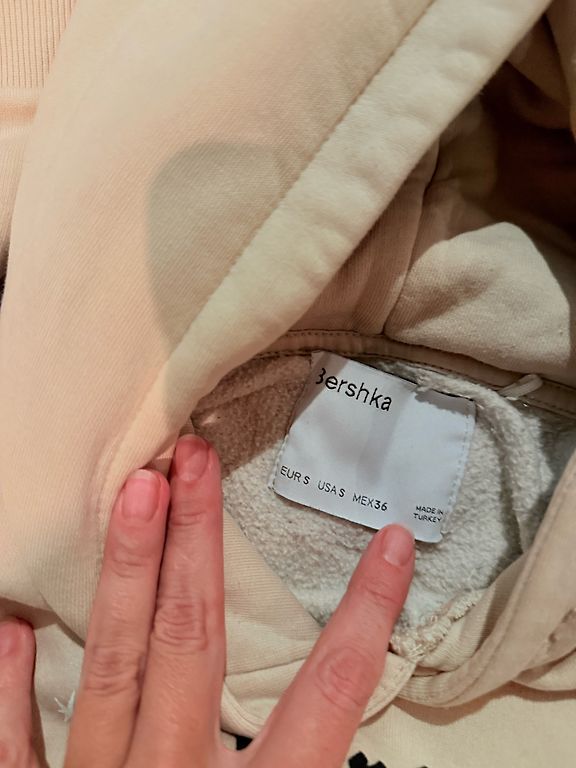 Bershka
EUR S USA S MEX 36
MADE IN
TURKEY